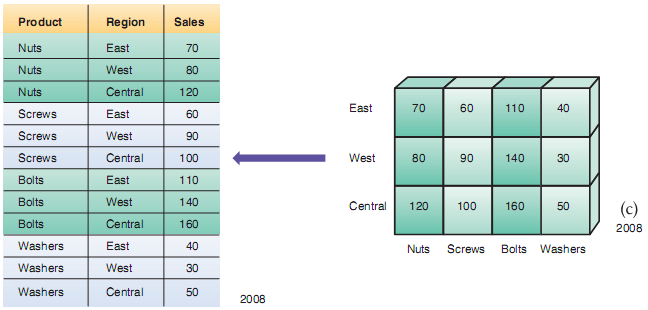 Product Region Sales
Nuts East 70
Nuts West 80
Nuts Central 120
Screws East 60
Screws West 90
Screws Central 100
Bolts East 110
Bolts West 140
Bolts Central 160
Washers East 40
Washers West 30
Washers Central 50
2008
East 70 60 110 40
West 80 90 140 30
Central 120 100 160 50
(c)
2008
Nuts Screws Bolts Washers